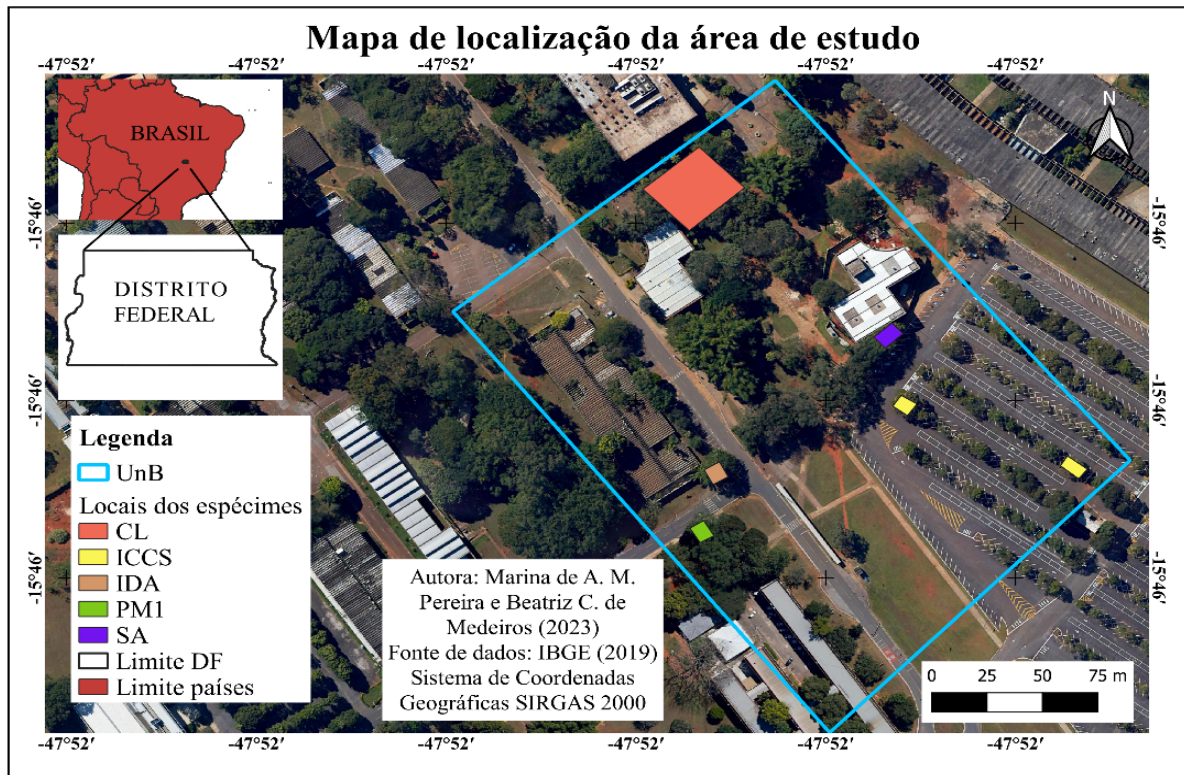 Mapa de localização da área de estudo
-47°52′ -47°52′ -47°52′ -47°52′ -47°52′ -47°52′
N
BRASIL
DISTRITO
FEDERAL
-15°46′ -15°46′
-15°46′ -15°46′
-15°46′ -15°46′
Legenda
UnB
Locais dos espécimes
CL
ICCS
IDA
PM1
SA
Limite DF
Limite países
Autora: Marina de A. M.
Pereira e Beatriz C. de
Medeiros (2023)
Fonte de dados: IBGE (2019)
Sistema de Coordenadas
Geográficas SIRGAS 2000
0 25 50 75 m
-47°52′ -47°52′ -47°52′ -47°52′ -47°52′ -47°52′